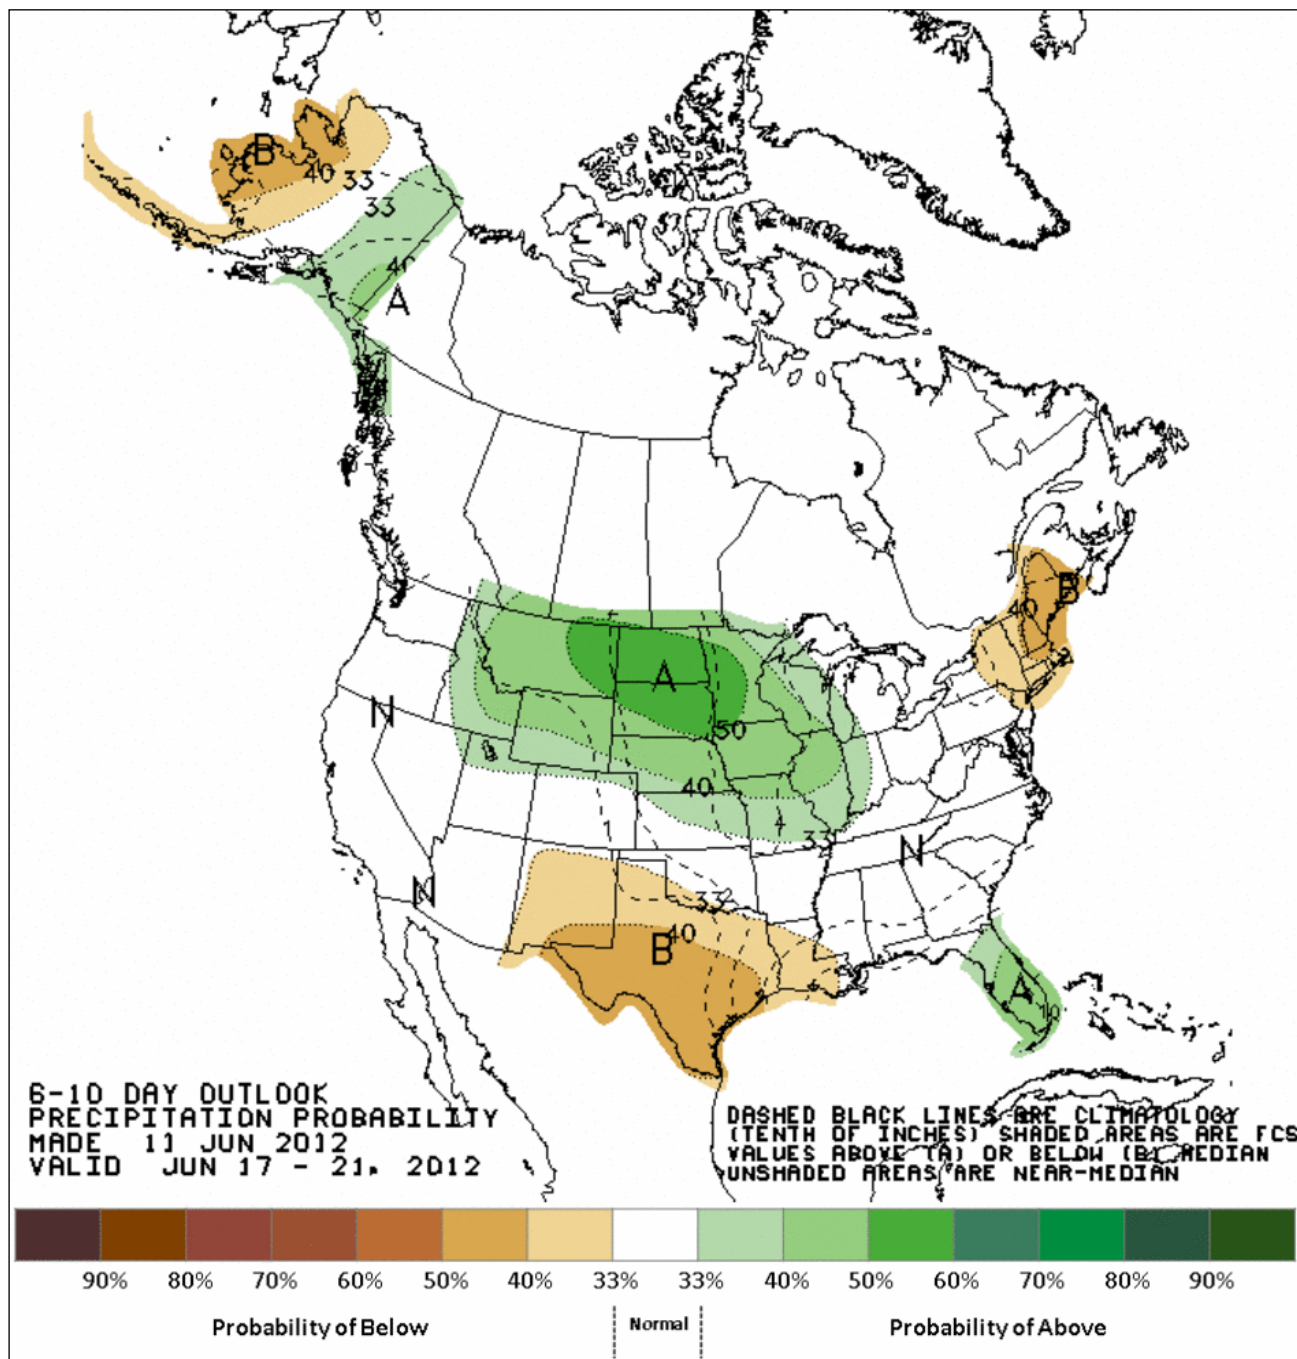 B
40
33
33
40
A
B
40
A
N
50
40
33
N
N
33
2
40
B
A
10
6-10 DAY OUTLOOK
PRECIPITATION PROBABILITY
MADE 11 JUN 2012
VALID JUN 17 - 21, 2012
DASHED BLACK LINES ARE CLIMATOLOGY
(TENTH OF INCHES) SHADED AREAS ARE FCST
VALUES ABOVE (A) OR BELOW (B) MEDIAN
UNSHADED AREAS ARE NEAR-MEDIAN
90% 80% 70% 60% 50% 40% 33% 33% 40% 50% 60% 70% 80% 90%
Probability of Below Normal Probability of Above